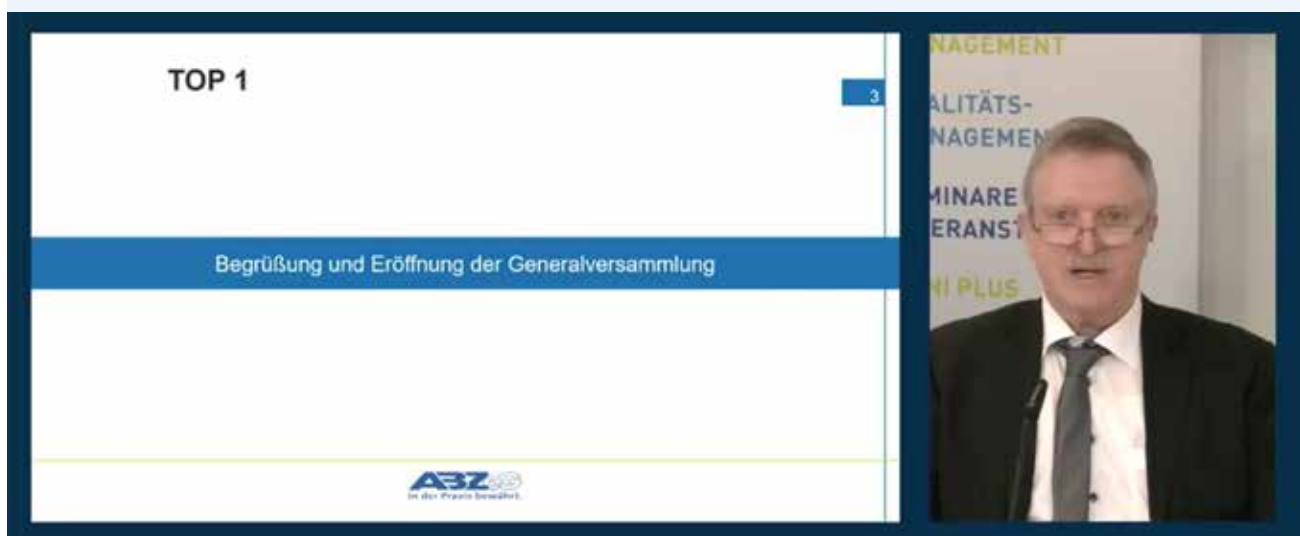 TOP 1
3
Begrüßung und Eröffnung der Generalversammlung
ABZ eG
in der Praxis bewährt.
NAGEMENT
ALITÄTS-
NAGEMEN
MINARE
ERANST
NI PLUS